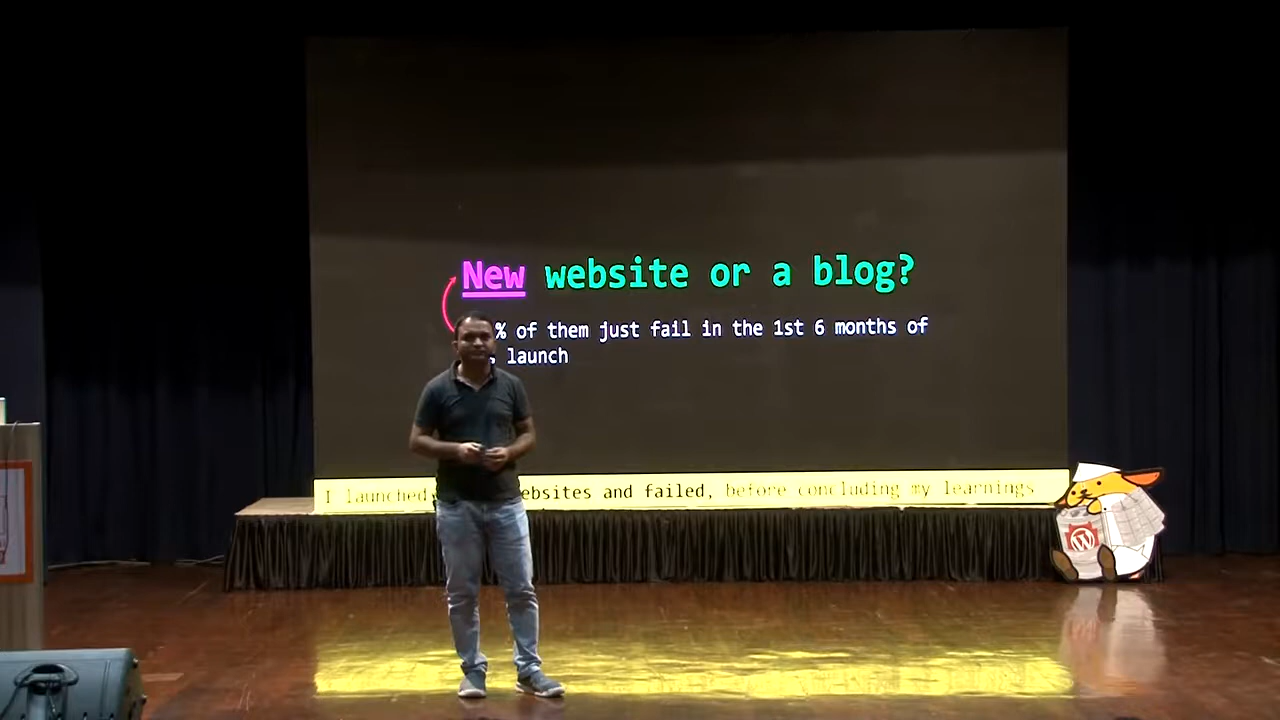 New website or a blog?
% of them just fail in the 1st 6 months of
launch
I launched websites and failed, before concluding my learnings
W